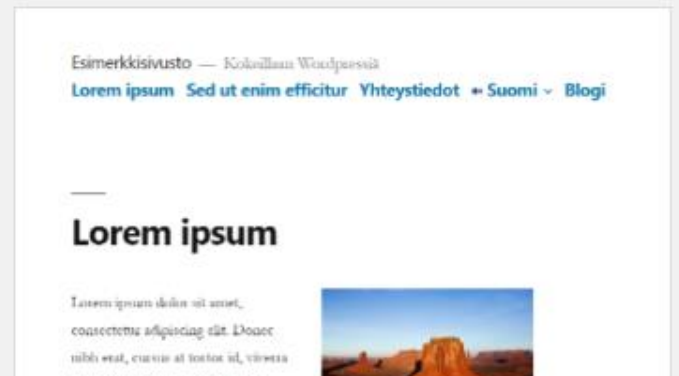 Esimerkkisivusto — Kokeillaan Wordpressiä
Lorem ipsum Sed ut enim efficitur Yhteystiedot Suomi Blogi
Lorem ipsum
Lorem ipsum dolor sit amet,
consectetur adipiscing elit. Donec
nibh erat, cursus at tortor id, viverra